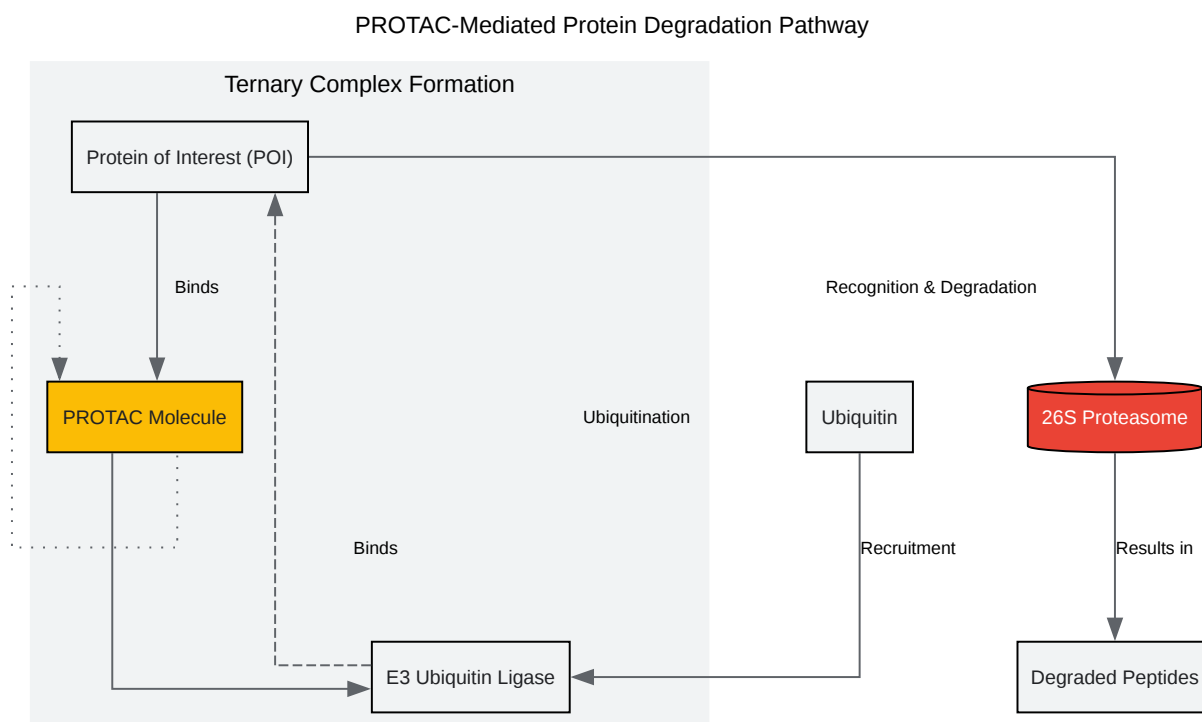 PROTAC-Mediated Protein Degradation Pathway
Ternary Complex Formation
Protein of Interest (POI)
Binds
Recognition & Degradation
PROTAC Molecule
Ubiquitination
Ubiquitin
26S Proteasome
Binds
Recruitment
Results in
E3 Ubiquitin Ligase
Degraded Peptides